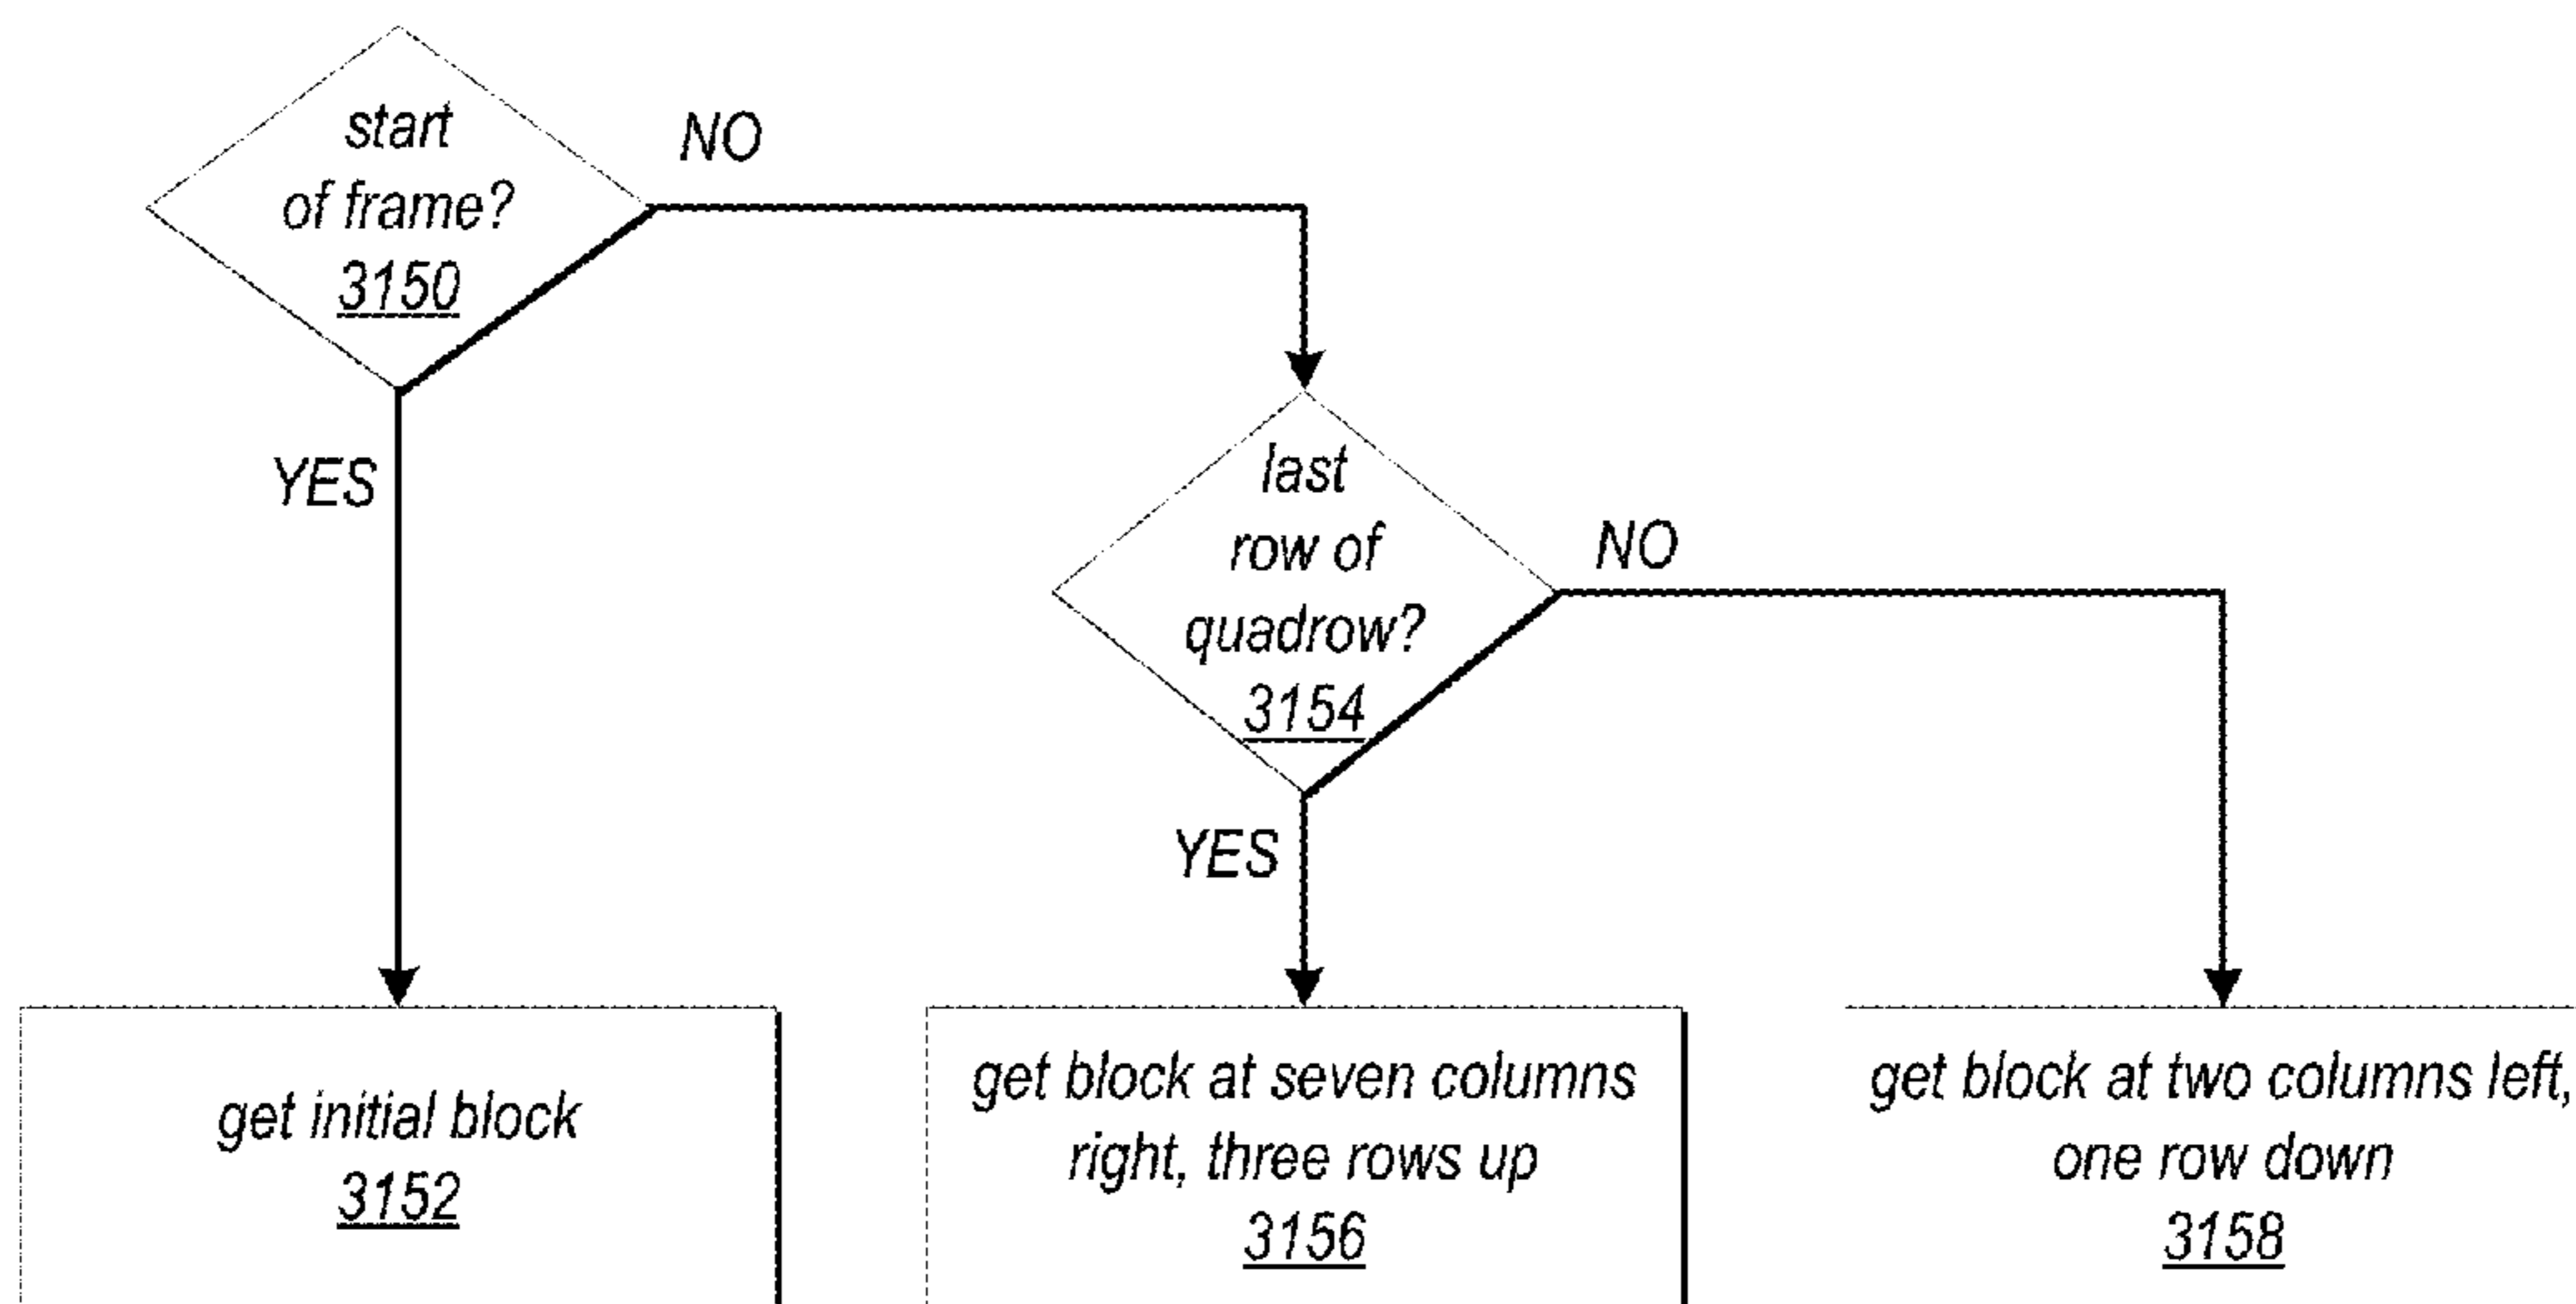 start
of frame?
3150
NO
YES
last
row of
quadrow?
3154
NO
YES
get initial block
3152
get block at seven columns
right, three rows up
3156
get block at two columns left,
one row down
3158